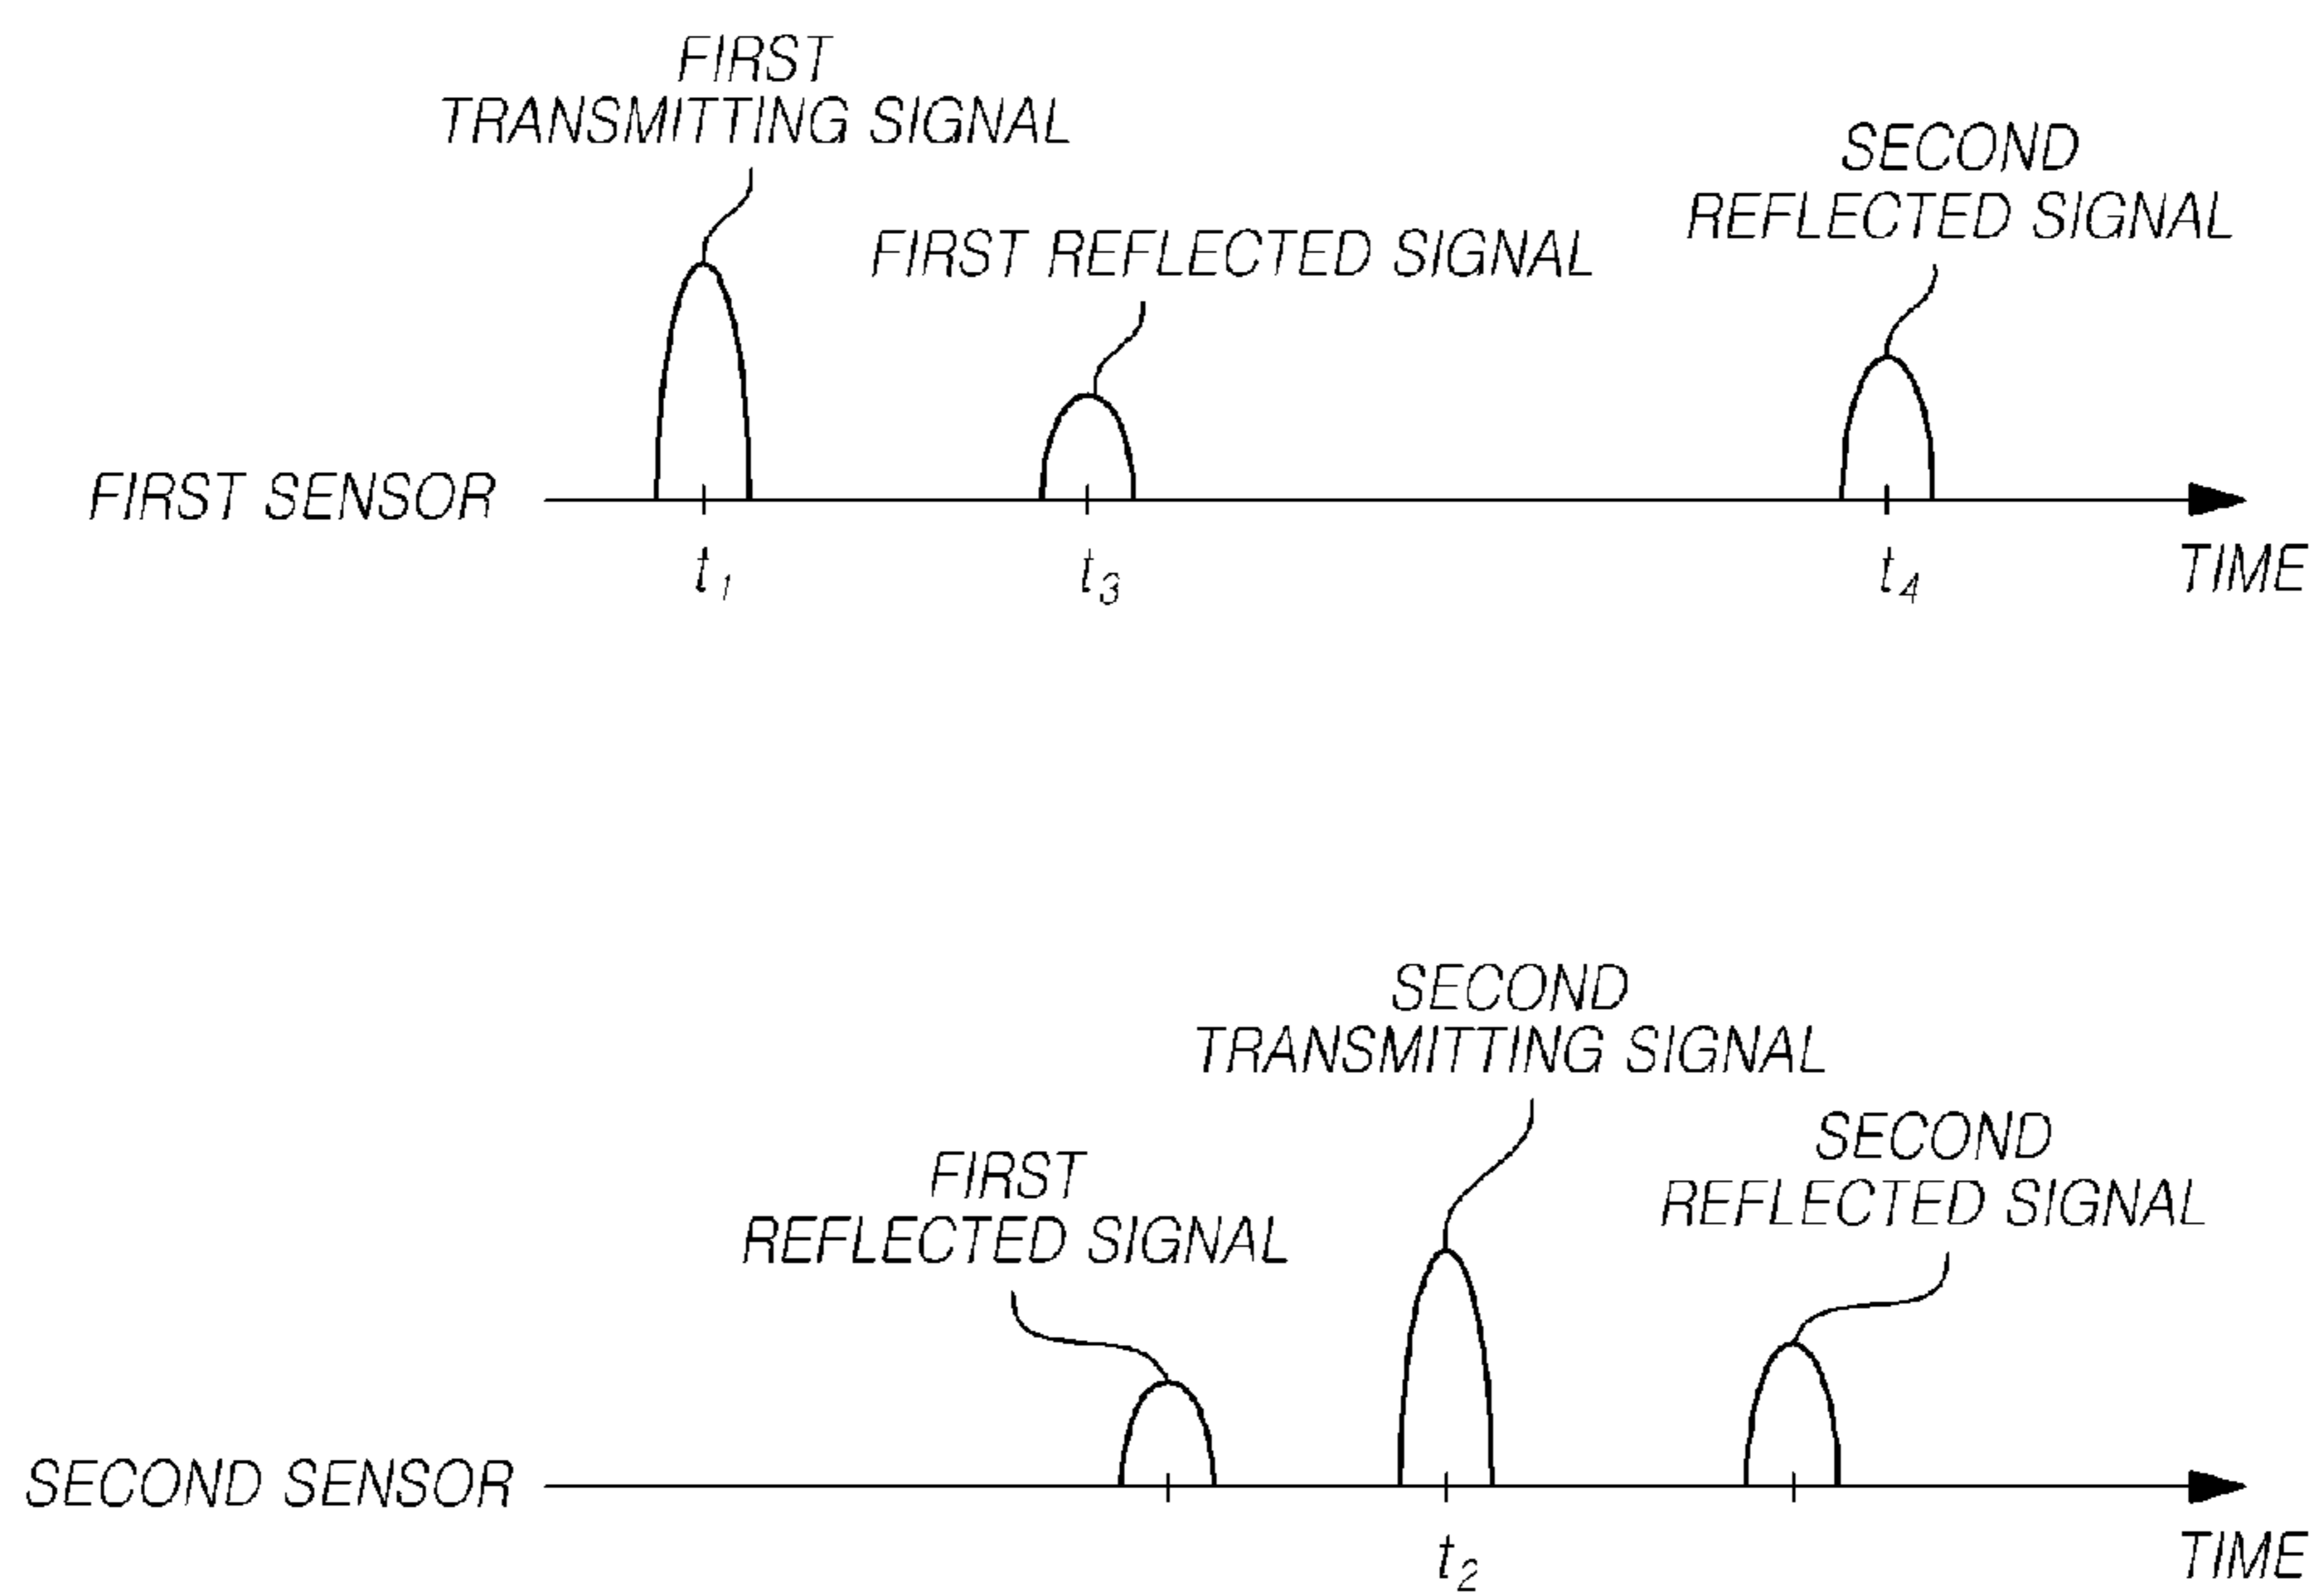 FIRST
TRANSMITTING SIGNAL
SECOND
REFLECTED SIGNAL
FIRST REFLECTED SIGNAL
FIRST SENSOR
t1
t3
t4
TIME
SECOND
TRANSMITTING SIGNAL
SECOND
REFLECTED SIGNAL
FIRST
REFLECTED SIGNAL
SECOND SENSOR
t2
TIME